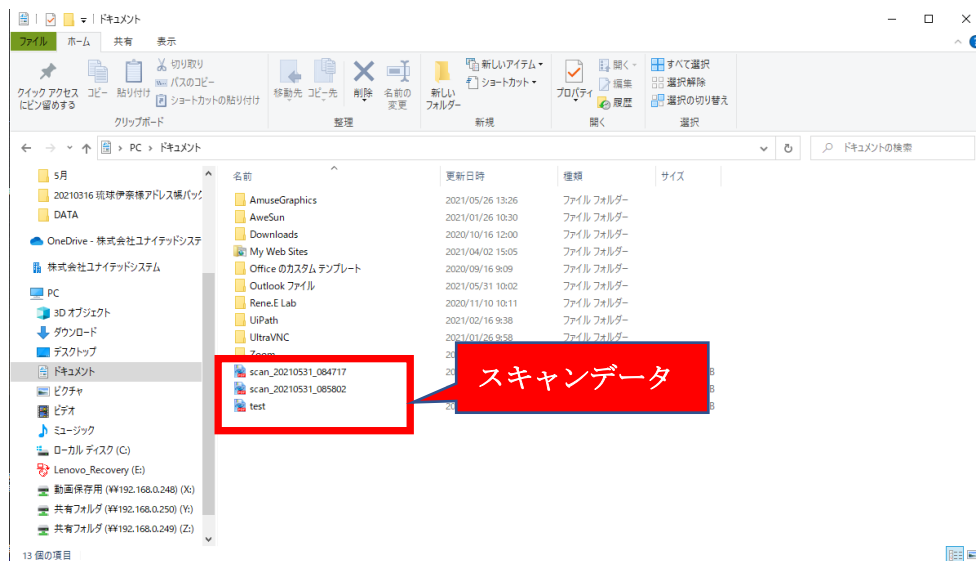 ドキュメント
ファイル ホーム 共有 表示
クイック アクセスにピン留めする
コピー
貼り付け
切り取り
パスのコピー
ショートカットの貼り付け
クリップボード
移動先
コピー先
削除
名前の変更
整理
新しいフォルダー
新しいアイテム
ショートカット
新規
プロパティ
開く
編集
履歴
開く
すべて選択
選択解除
選択の切り替え
選択
PC › ドキュメント
ドキュメントの検索
5月
20210316 琉球伊奈様アドレス帳バック
DATA
OneDrive - 株式会社ユナイテッドシステ
株式会社ユナイテッドシステム
PC
3D オブジェクト
ダウンロード
デスクトップ
ドキュメント
ピクチャ
ビデオ
ミュージック
ローカル ディスク (C:)
Lenovo_Recovery (E:)
動画保存用 (¥¥192.168.0.248) (X:)
共有フォルダ (¥¥192.168.0.250) (Y:)
共有フォルダ (¥¥192.168.0.249) (Z:)
名前 更新日時 種類 サイズ
AmuseGraphics 2021/05/26 13:26 ファイル フォルダー
AweSun 2021/01/26 10:30 ファイル フォルダー
Downloads 2020/10/16 12:00 ファイル フォルダー
My Web Sites 2021/04/02 15:05 ファイル フォルダー
Office のカスタム テンプレート 2020/09/16 9:09 ファイル フォルダー
Outlook ファイル 2021/05/31 10:02 ファイル フォルダー
Rene.E Lab 2020/11/10 10:11 ファイル フォルダー
UiPath 2021/02/16 9:38 ファイル フォルダー
UltraVNC 2021/01/26 9:58 ファイル フォルダー
Zoom 20
scan_20210531_084717 20 B
scan_20210531_085802 20 B
test 20 B
スキャンデータ
13 個の項目